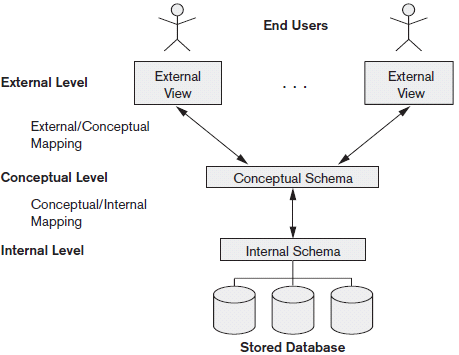 End Users
External Level
External
View
. . .
External
View
External/Conceptual
Mapping
Conceptual Level
Conceptual Schema
Conceptual/Internal
Mapping
Internal Level
Internal Schema
Stored Database